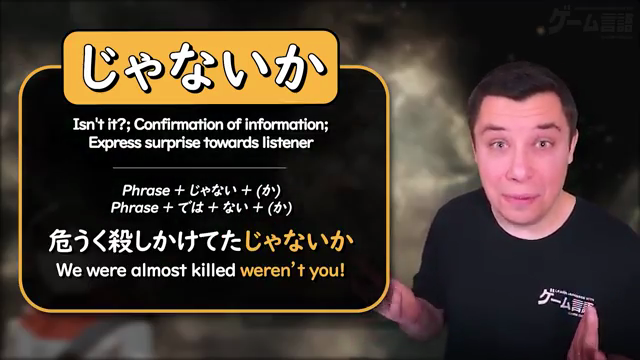 ゲーム言語
じゃないか
Isn't it?; Confirmation of information;
Express surprise towards listener
Phrase + じゃない + (か)
Phrase + では + ない + (か)
危うく殺しかけてたじゃないか
We were almost killed weren't you!
ゲーム言語